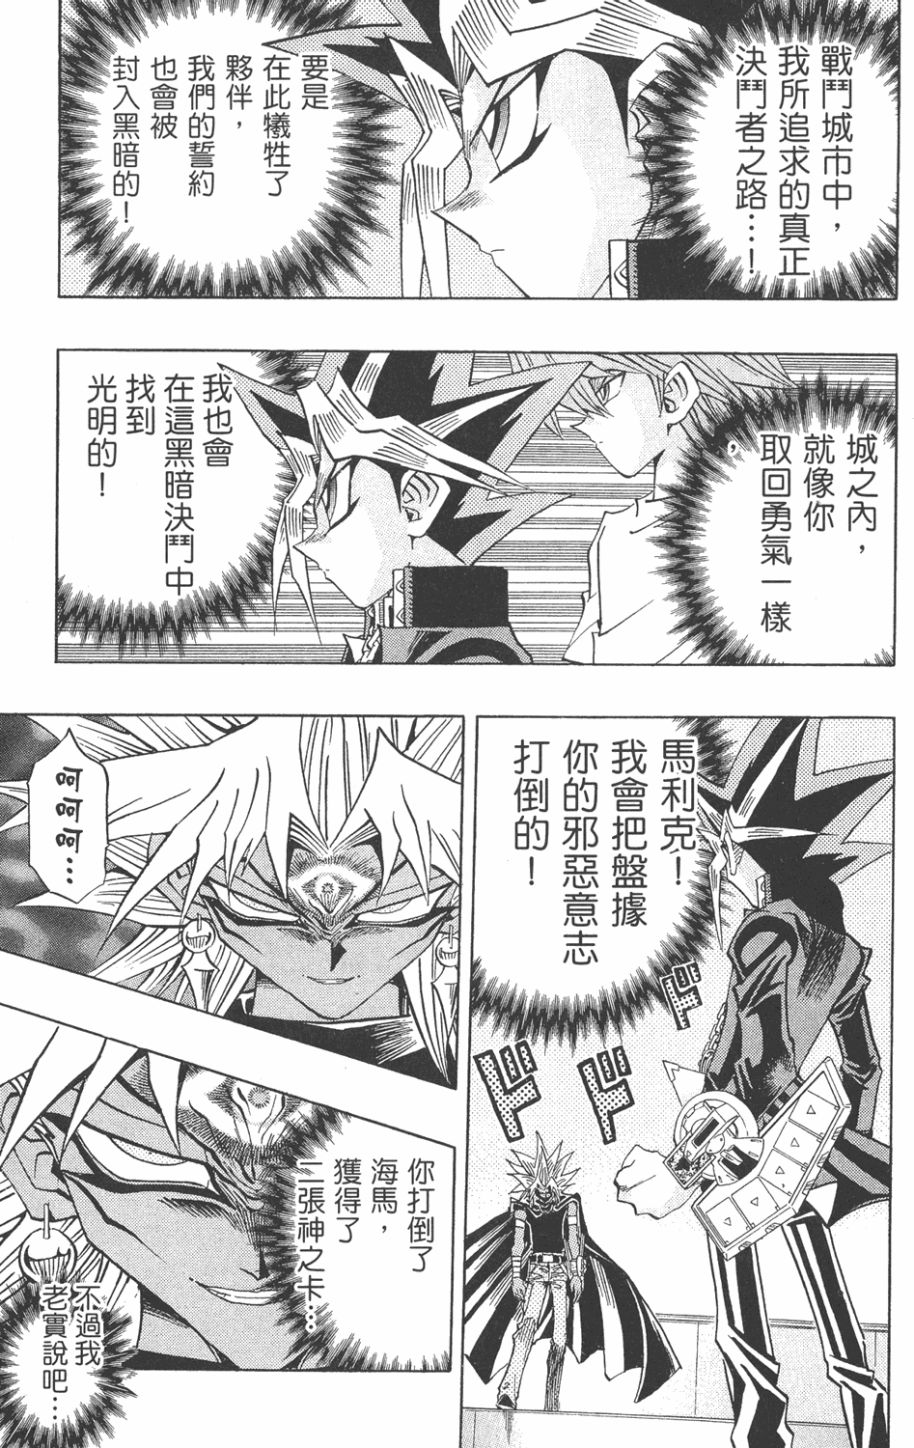 戰鬥城市中，
我所追求的真正
決鬥者之路…！
要是
在此犧牲了
夥伴，
我們的誓約
也會被
封入黑暗的！
城之內，
就像你
取回勇氣一樣
，
我也會
在這黑暗決鬥中
找到
光明的！
馬利克！
我會把盤據
你的邪惡意志
打倒的！
ド
ド
ド
呵呵呵…
你打倒了
海馬，
獲得了
二張神之卡…
不過我
老實說吧…